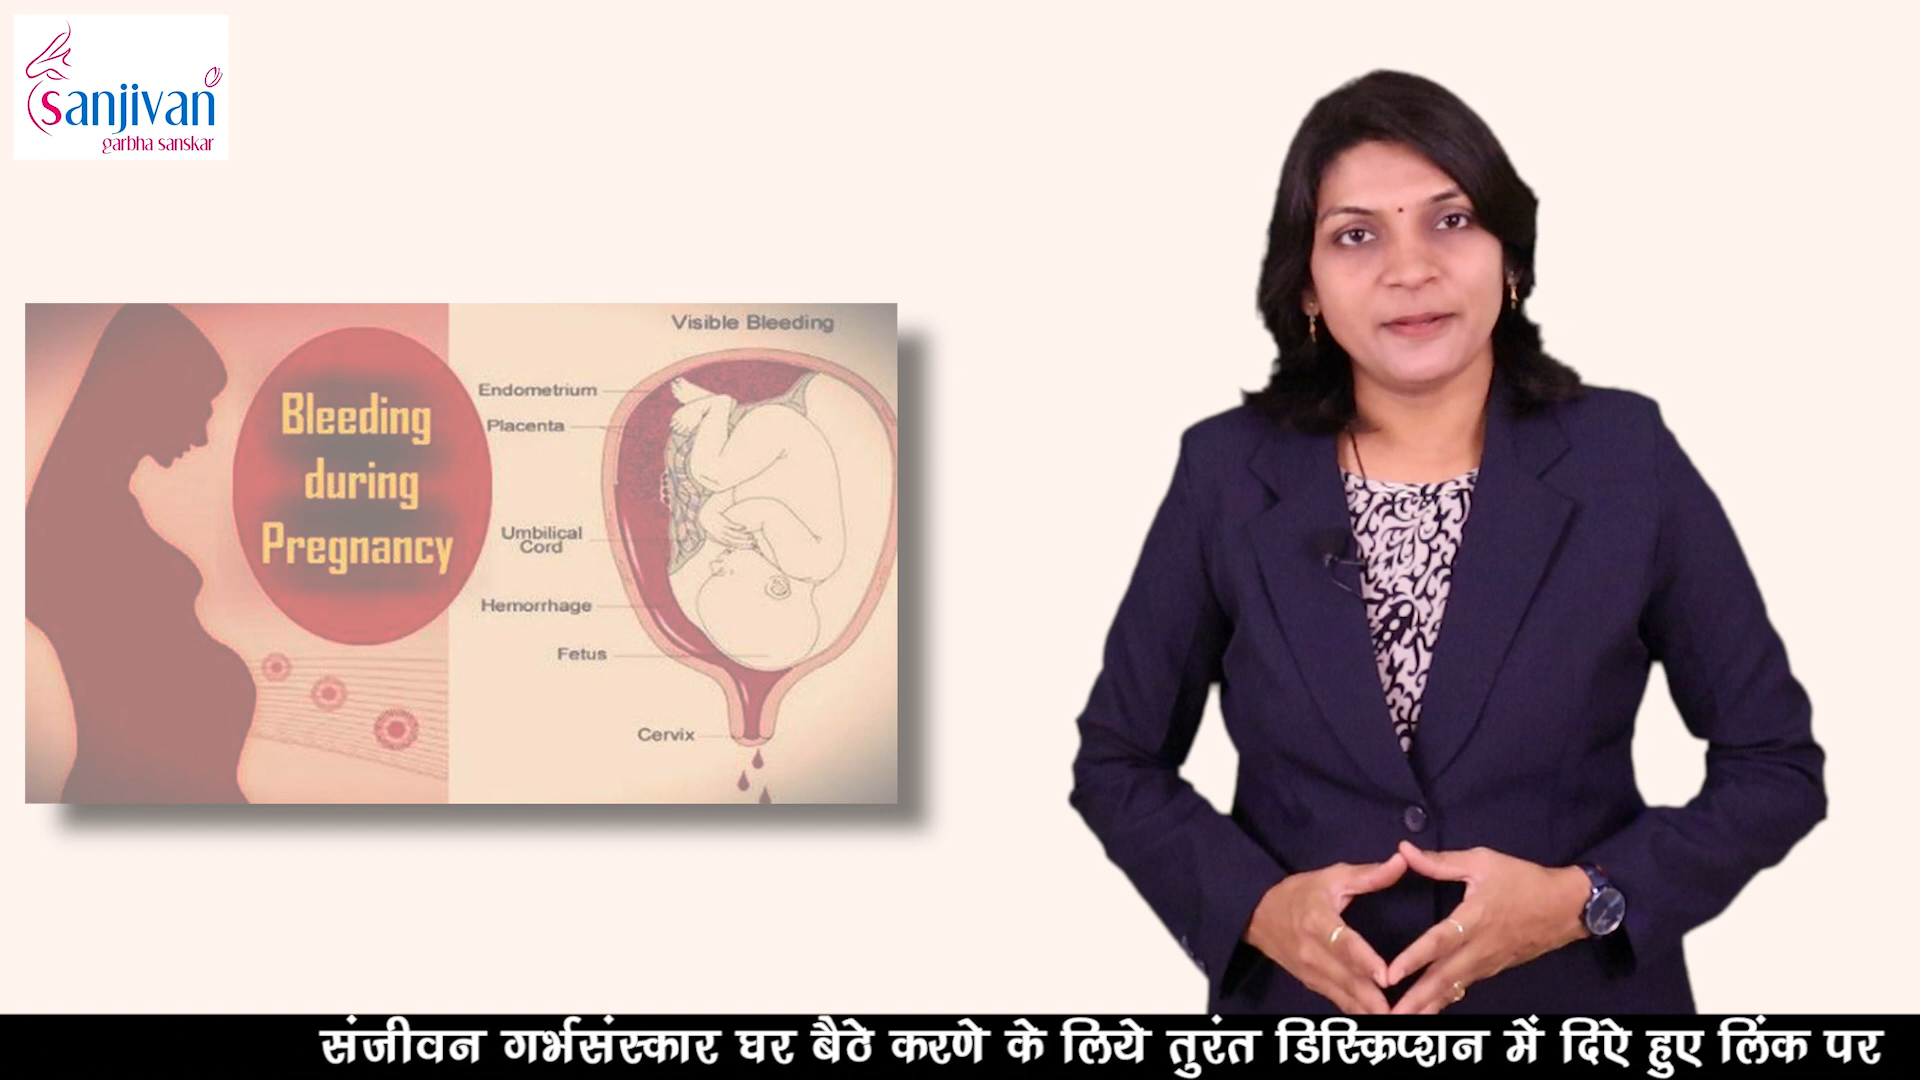 Sanjivan
garbha sanskar
Bleeding
during
Pregnancy
Visible Bleeding
Endometrium
Placenta
Umbilical
Cord
Hemorrhage
Fetus
Cervix
संजीवन गर्भसंस्कार घर बैठे करणे के लिये तुरंत डिस्क्रिप्शन में दिऐ हुए लिंक पर